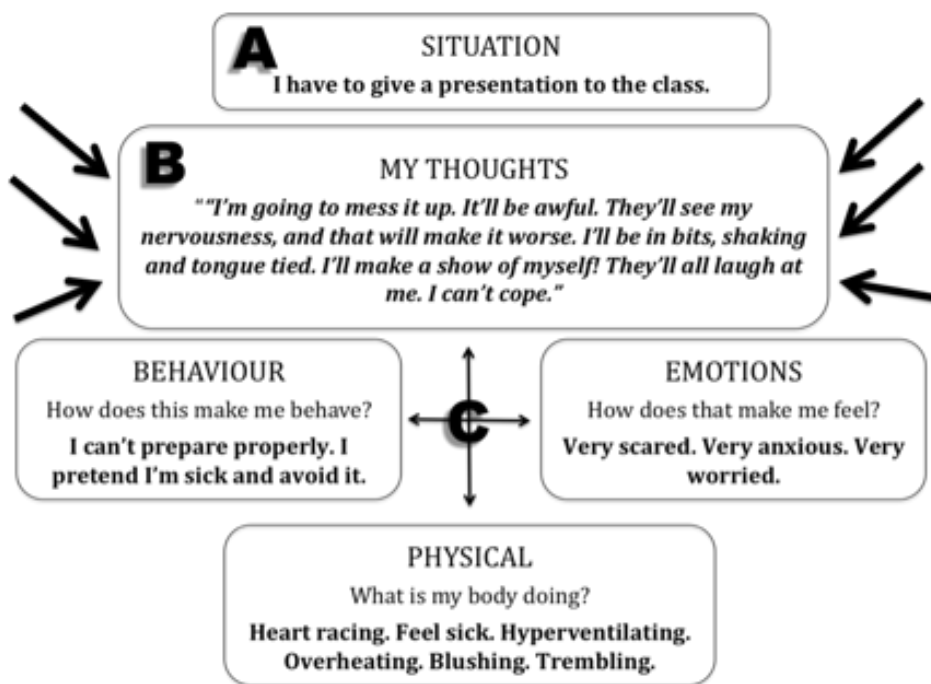 A
SITUATION
I have to give a presentation to the class.
B
MY THOUGHTS
"“I’m going to mess it up. It’ll be awful. They’ll see my
nervousness, and that will make it worse. I’ll be in bits, shaking
and tongue tied. I’ll make a show of myself! They’ll all laugh at
me. I can’t cope.”
BEHAVIOUR
How does this make me behave?
I can’t prepare properly. I
pretend I’m sick and avoid it.
C
EMOTIONS
How does that make me feel?
Very scared. Very anxious. Very
worried.
PHYSICAL
What is my body doing?
Heart racing. Feel sick. Hyperventilating.
Overheating. Blushing. Trembling.